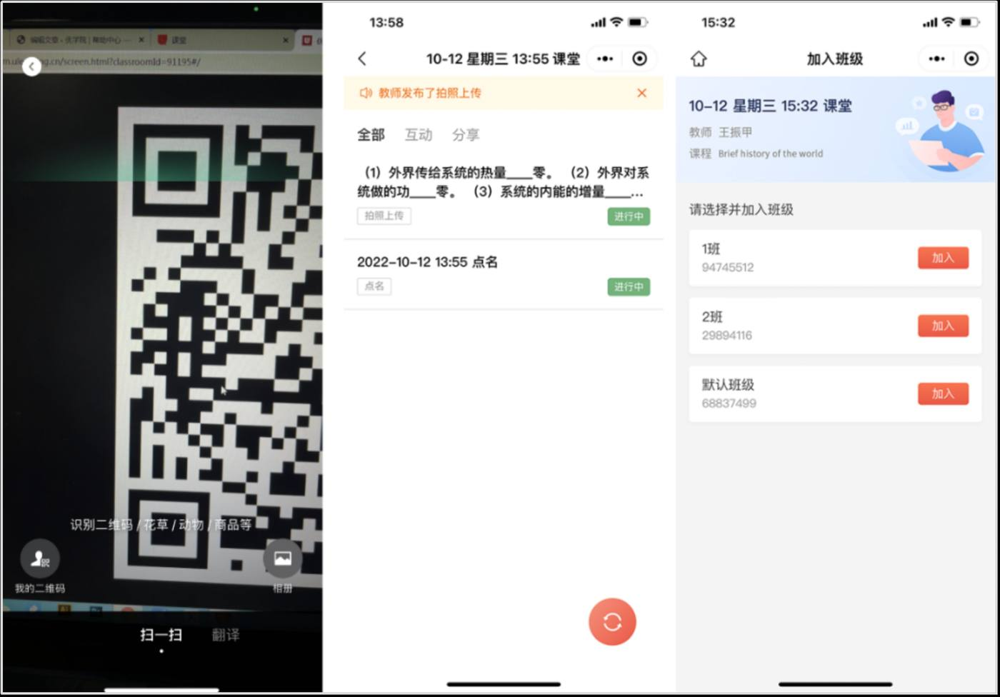 编辑文章 - 优学院 | 帮助中心 —
课堂
ng.cn/screen.html?classroomId=91195#/
识别二维码 / 花草 / 动物 / 商品等
我的二维码
相册
扫一扫
翻译
13:58
10-12 星期三 13:55 课堂
教师发布了拍照上传
全部 互动 分享
（1）外界传给系统的热量____零。 （2）外界对系
统做的功____零。 （3）系统的内能的增量____...
拍照上传
进行中
2022-10-12 13:55 点名
点名
进行中
15:32
加入班级
10-12 星期三 15:32 课堂
教师 王振甲
课程 Brief history of the world
请选择并加入班级
1班
94745512
加入
2班
29894116
加入
默认班级
68837499
加入